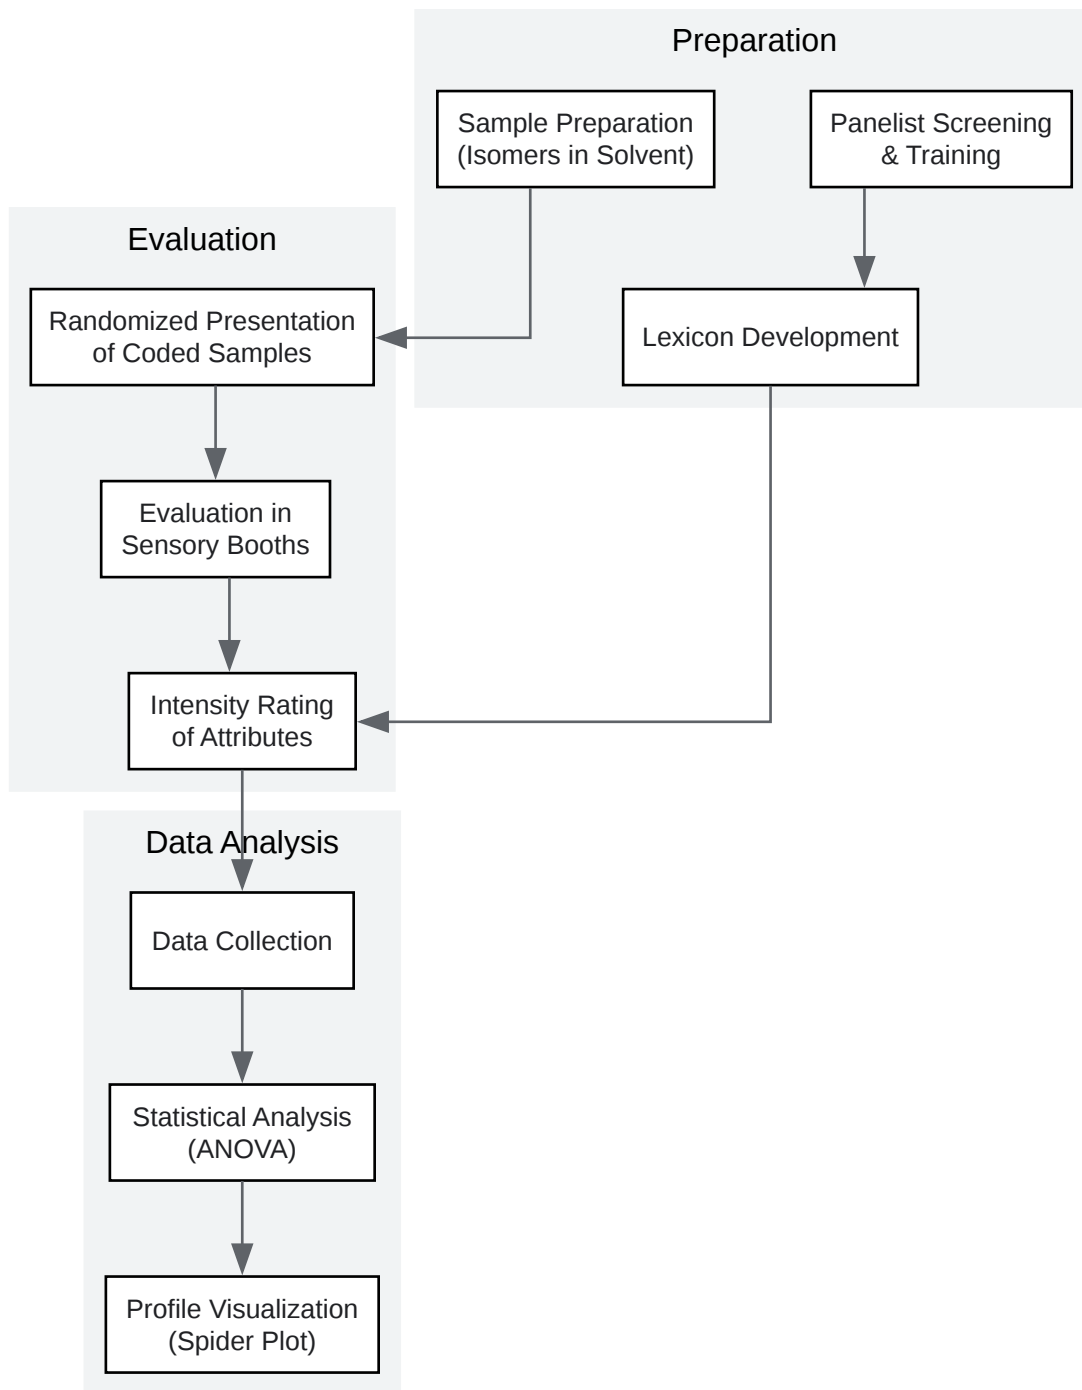 Preparation
Sample Preparation
(Isomers in Solvent)
Panelist Screening
& Training
Lexicon Development
Evaluation
Randomized Presentation
of Coded Samples
Evaluation in
Sensory Booths
Intensity Rating
of Attributes
Data Analysis
Data Collection
Statistical Analysis
(ANOVA)
Profile Visualization
(Spider Plot)